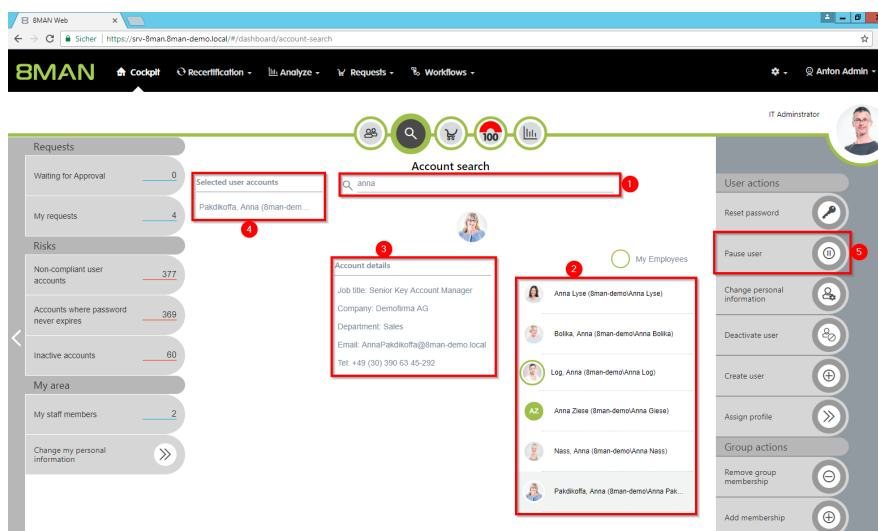 8MAN Web
Sicher https://srv-8man.8man-demo.local/#/dashboard/account-search
8MAN Cockpit Recertification Analyze Requests Workflows Anton Admin
IT Adminstrator
100
Requests
Waiting for Approval 0
My requests 4
Risks
Non-compliant user
accounts 377
Accounts where password
never expires 369
Inactive accounts 60
My area
My staff members 2
Change my personal
information
Selected user accounts
Pakdikoffa, Anna (8man-dem...
4
Account search
anna
1
3
Account details
Job title: Senior Key Account Manager
Company: Demofirma AG
Department: Sales
Email: AnnaPakdikoffa@8man-demo.local
Tel: +49 (30) 390 63 45-292
My Employees
2
Anna Lyse (8man-demo\Anna Lyse)
Bolika, Anna (8man-demo\Anna Bolika)
Log, Anna (8man-demo\Anna Log)
AZ Anna Ziese (8man-demo\Anna Giese)
Nass, Anna (8man-demo\Anna Nass)
Pakdikoffa, Anna (8man-demo\Anna Pak...
User actions
Reset password
Pause user
5
Change personal
information
Deactivate user
Create user
Assign profile
Group actions
Remove group
membership
Add membership